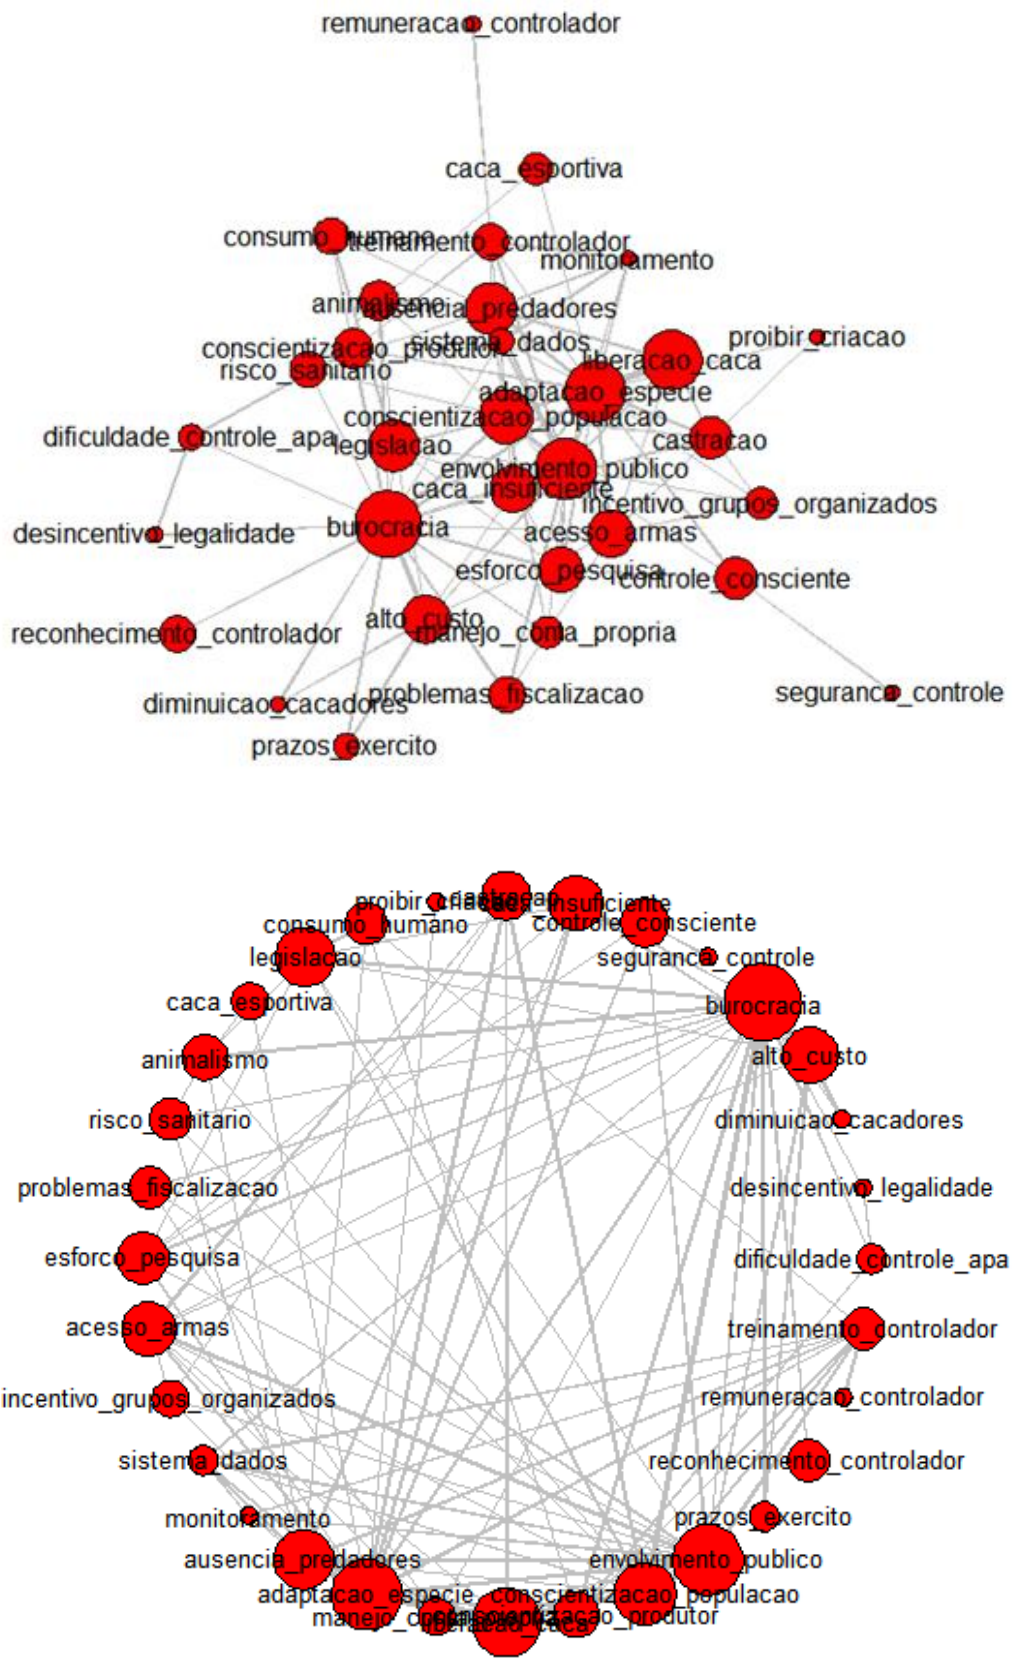 remuneracao_controlador
caca_esportiva
consumo_humano
treinamento_controlador
monitoramento
animalismo
ausencia_predadores
proibir_criacao
sistema_dados
conscientizacao_produtor
liberacao_caca
risco_sanitario
adaptacao_especie
conscientizacao_populacao
dificuldade_controle_apa
legislacao
castracao
envolvimento_publico
caca_insuficiente
incentivo_grupos_organizados
desincentivo_legalidade
burocracia
acesso_armas
esforco_pesquisa
controle_consciente
alto_custo
reconhecimento_controlador
manejo_conta_propria
diminuicao_cacadores
problemas_fiscalizacao
seguranca_controle
prazos_exercito
proibir_criacao
castracao
caca_insuficiente
consumo_humano
controle_consciente
legislacao
seguranca_controle
caca_esportiva
burocracia
animalismo
alto_custo
risco_sanitario
diminuicao_cacadores
problemas_fiscalizacao
desincentivo_legalidade
esforco_pesquisa
dificuldade_controle_apa
acesso_armas
treinamento_controlador
incentivo_grupos_organizados
remuneracao_controlador
sistema_dados
reconhecimento_controlador
monitoramento
prazos_exercito
ausencia_predadores
envolvimento_publico
adaptacao_especie
conscientizacao_populacao
manejo_conta_propria
conscientizacao_produtor
liberacao_caca